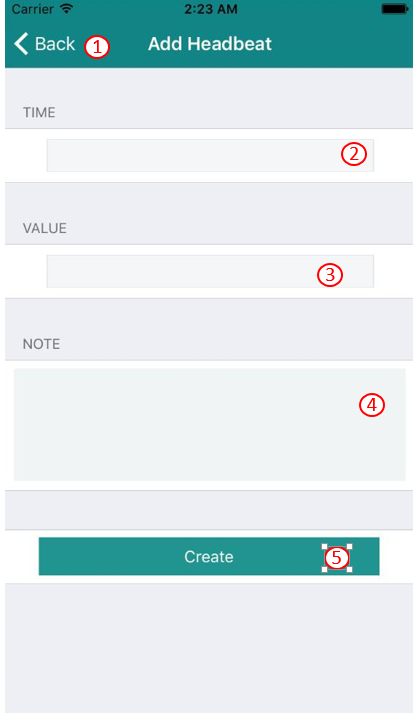 Carrier 2:23 AM
Back ① Add Headbeat
TIME
②
VALUE
③
NOTE
④
Create ⑤